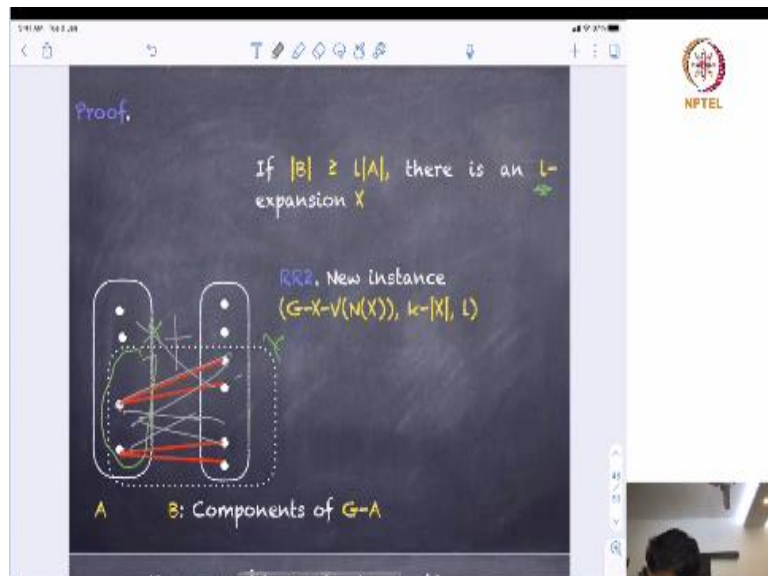 NPTEL
Proof.
If |B| ≥ l|A|, there is an l-
expansion X
RR2. New instance
(G-X-V(N(X)), k-|X|, l)
A B: Components of G-A